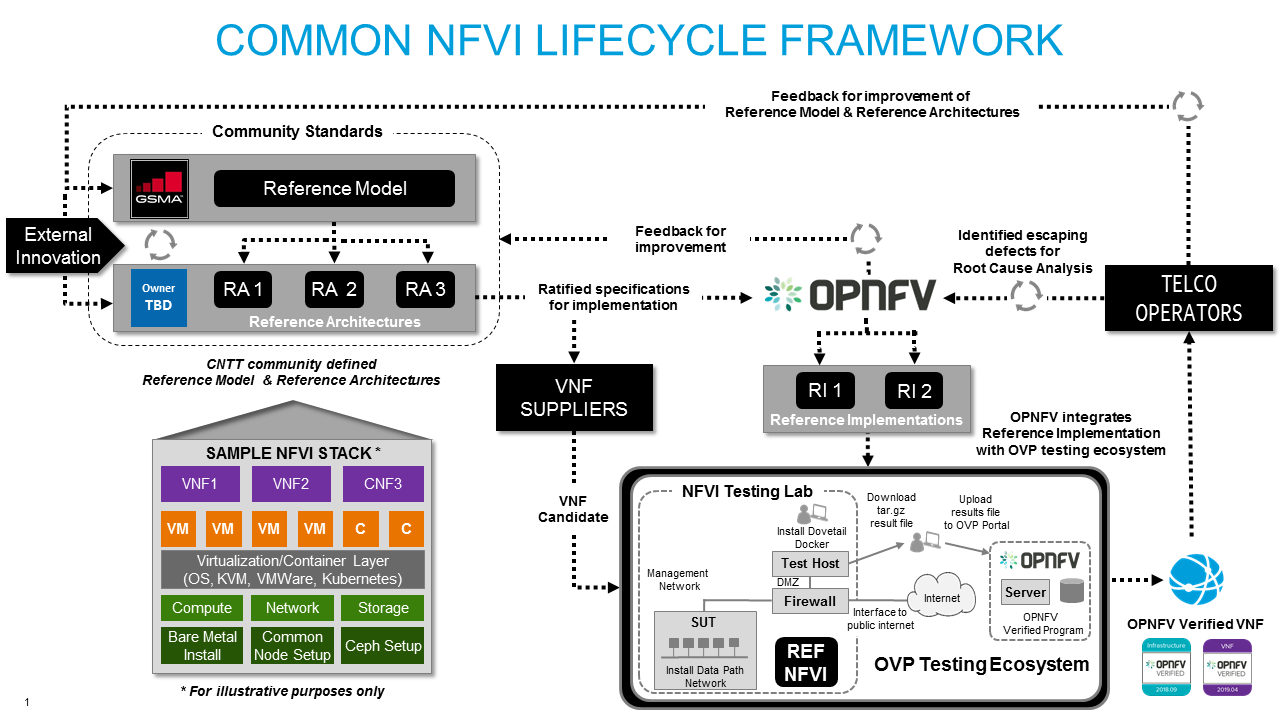 COMMON NFVI LIFECYCLE FRAMEWORK
Feedback for improvement of
Reference Model & Reference Architectures
Community Standards
GSMA
Reference Model
External
Innovation
Owner
TBD
RA 1
RA 2
RA 3
Reference Architectures
Feedback for
improvement
Ratified specifications
for implementation
OPNFV
Identified escaping
defects for
Root Cause Analysis
TELCO
OPERATORS
CNTT community defined
Reference Model & Reference Architectures
VNF
SUPPLIERS
RI 1
RI 2
Reference Implementations
OPNFV integrates
Reference Implementation
with OVP testing ecosystem
SAMPLE NFVI STACK *
VNF1
VNF2
CNF3
VM
VM
VM
VM
C
C
Virtualization/Container Layer
(OS, KVM, VMWare, Kubernetes)
Compute
Network
Storage
Bare Metal
Install
Common
Node Setup
Ceph Setup
* For illustrative purposes only
VNF
Candidate
NFVI Testing Lab
Install Dovetail
Docker
Test Host
DMZ
Firewall
Management
Network
SUT
Install Data Path
Network
REF
NFVI
Download
tar.gz
result file
Upload
results file
to OVP Portal
Internet
Interface to
public internet
OPNFV
Server
OPNFV
Verified Program
OVP Testing Ecosystem
OPNFV Verified VNF
Infrastructure
OPNFV
VERIFIED
2018.09
VNF
OPNFV
VERIFIED
2019.04
1